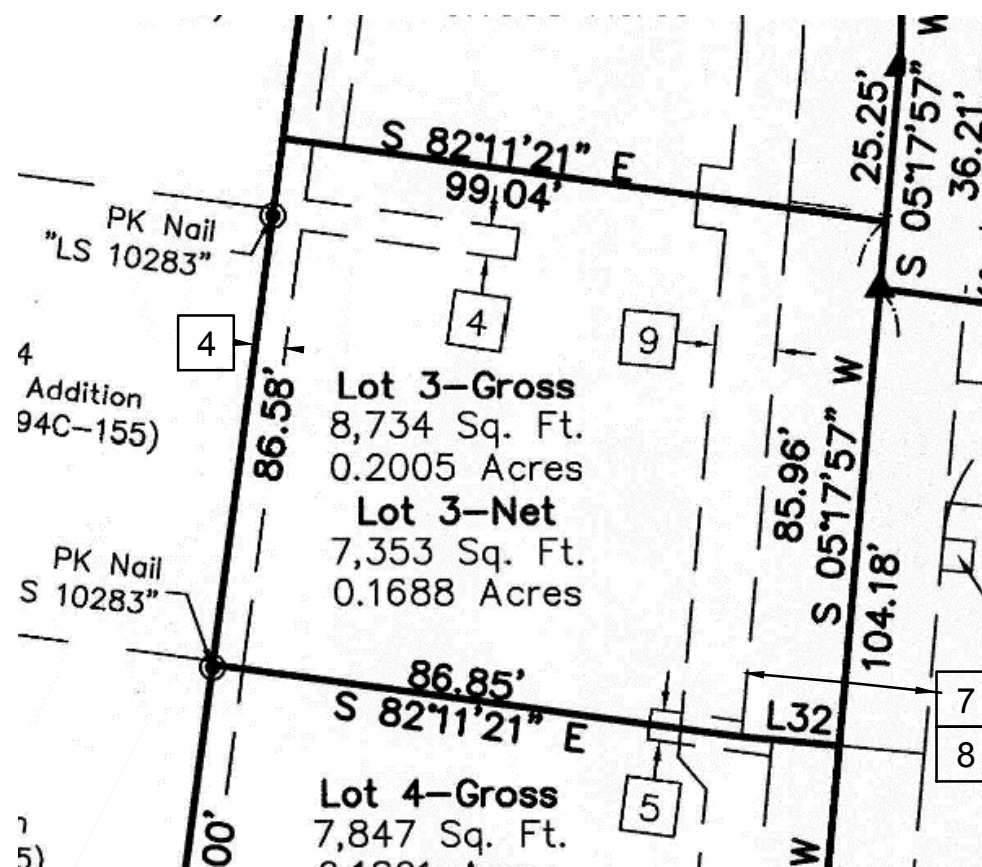 S 82°11'21" E
99.04'
25.25'
S 05°17'57" W
36.21'
PK Nail
"LS 10283"
4
4
9
4
Addition
94C-155)
86.58'
Lot 3-Gross
8,734 Sq. Ft.
0.2005 Acres
Lot 3-Net
7,353 Sq. Ft.
0.1688 Acres
85.96'
S 05°17'57" W
104.18'
PK Nail
S 10283"
86.85'
S 82°11'21" E
L32
7
8
5
Lot 4-Gross
7,847 Sq. Ft.
00'
W
5)